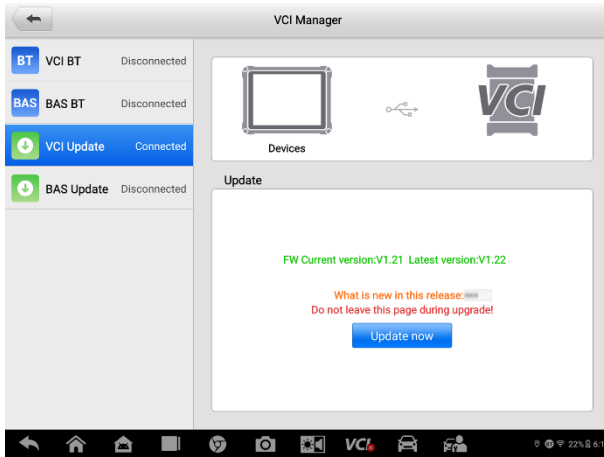 VCI Manager
BT VCI BT Disconnected
BAS BAS BT Disconnected
VCI Update Connected
BAS Update Disconnected
VCI
Devices
Update
FW Current version:V1.21 Latest version:V1.22
What is new in this release:
Do not leave this page during upgrade!
Update now
VCI
22%